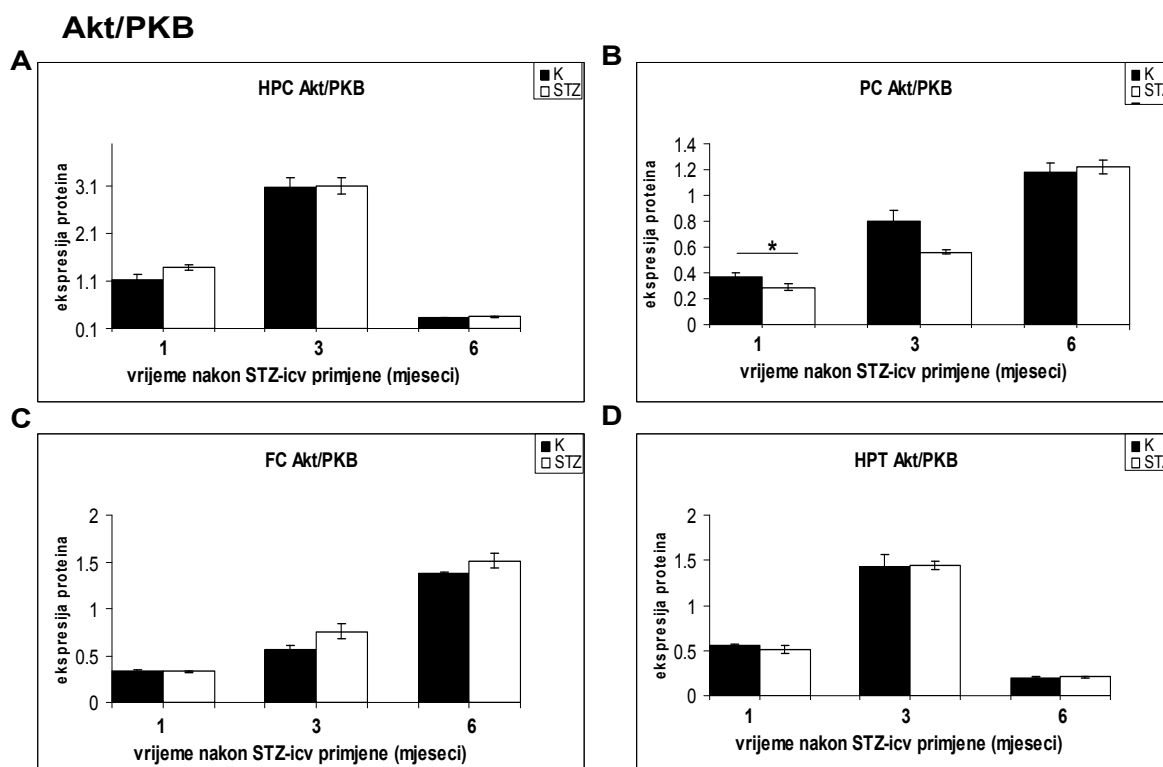 Akt/PKB
A
HPC Akt/PKB
K
STZ
ekspresija proteina
3.1
2.1
1.1
0.1
1 3 6
vrijeme nakon STZ-icv primjene (mjeseci)
B
PC Akt/PKB
K
STZ
ekspresija proteina
1.4
1.2
1
0.8
0.6
0.4
0.2
0
*
1 3 6
vrijeme nakon STZ-icv primjene (mjeseci)
C
FC Akt/PKB
K
STZ
ekspresija proteina
2
1.5
1
0.5
0
1 3 6
vrijeme nakon STZ-icv primjene (mjeseci)
D
HPT Akt/PKB
K
STZ
ekspresija proteina
2
1.5
1
0.5
0
1 3 6
vrijeme nakon STZ-icv primjene (mjeseci)